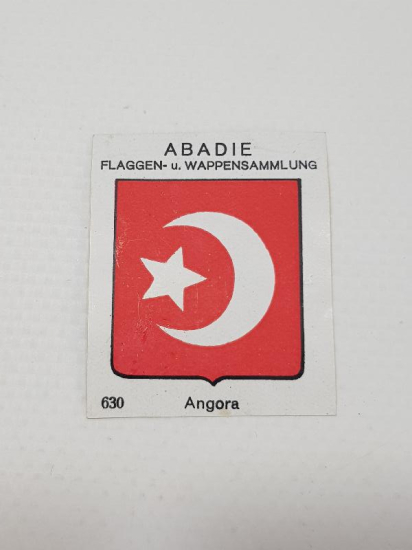 ABADIE
FLAGGEN- u. WAPPENSAMMLUNG
630 Angora